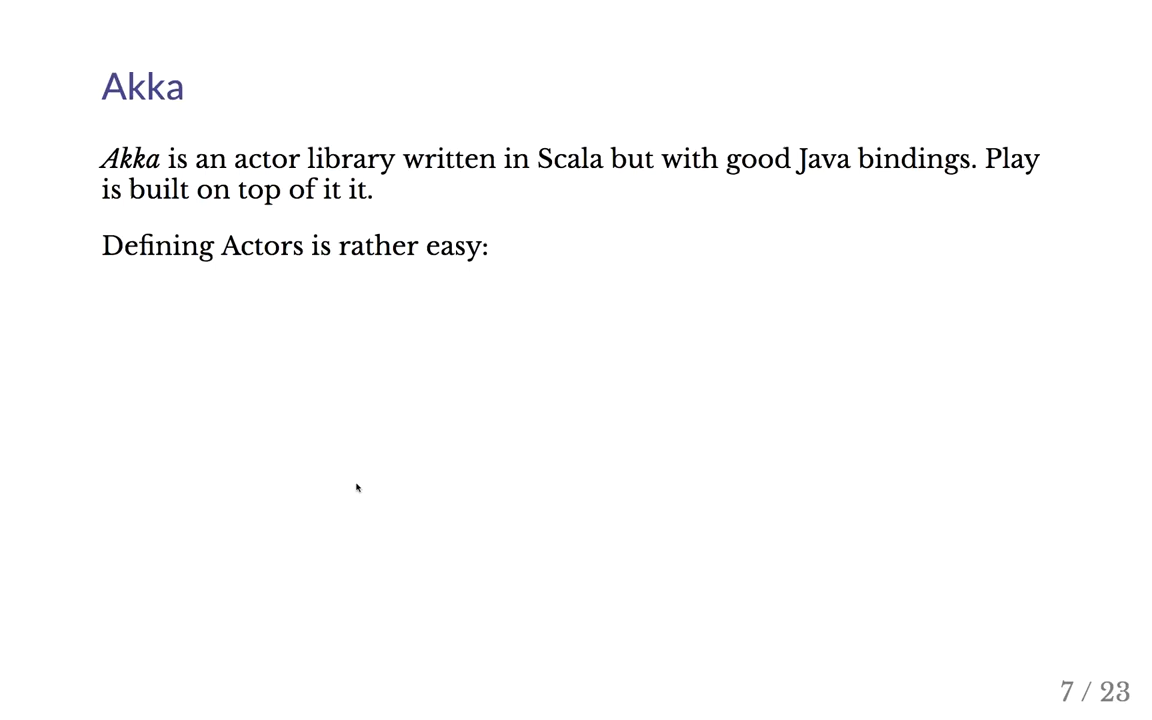 Akka
Akka is an actor library written in Scala but with good Java bindings. Play
is built on top of it it.
Defining Actors is rather easy:
7 / 23